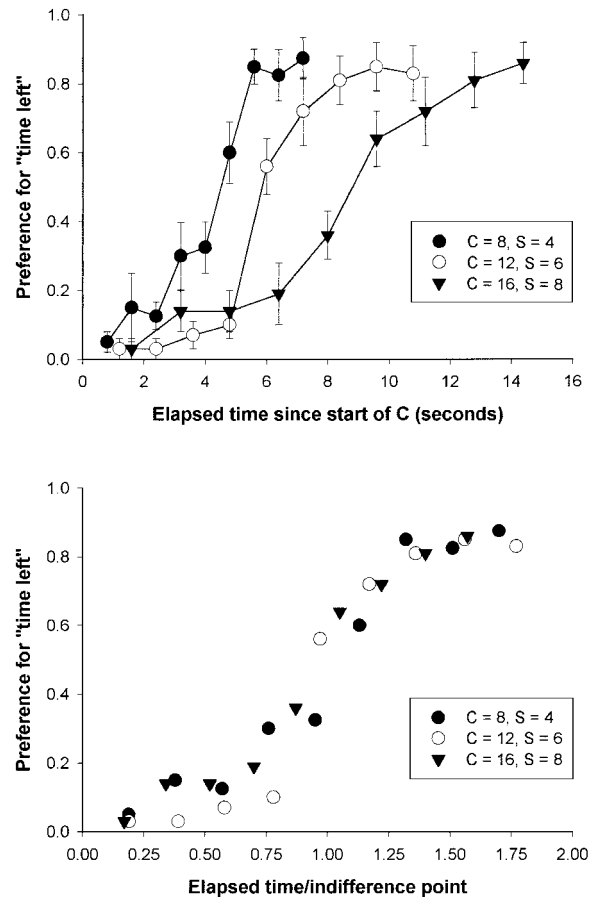 1.0
0.8
0.6
0.4
0.2
0.0
Preference for "time left"
C = 8, S = 4
C = 12, S = 6
C = 16, S = 8
0 2 4 6 8 10 12 14 16
Elapsed time since start of C (seconds)
1.0
0.8
0.6
0.4
0.2
0.0
Preference for "time left"
C = 8, S = 4
C = 12, S = 6
C = 16, S = 8
0.25 0.50 0.75 1.00 1.25 1.50 1.75 2.00
Elapsed time/indifference point